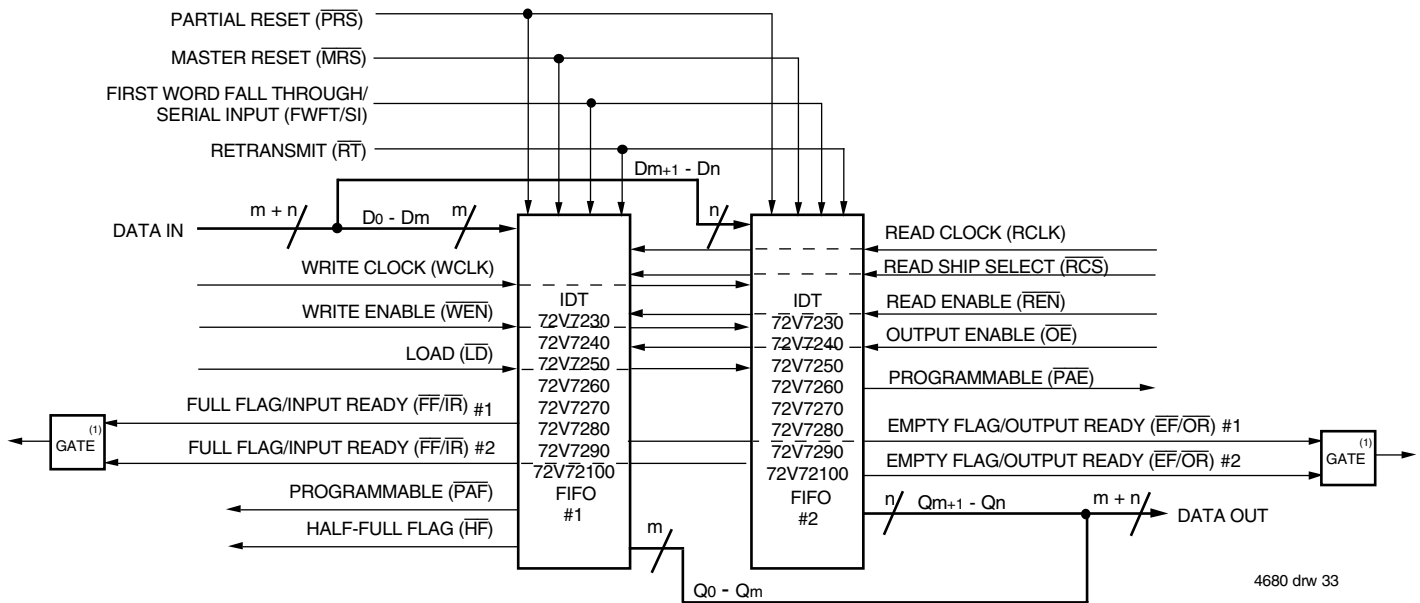 PARTIAL RESET (PRS)
MASTER RESET (MRS)
FIRST WORD FALL THROUGH/
SERIAL INPUT (FWFT/SI)
RETRANSMIT (RT)
Dm+1 - Dn
m + n
D0 - Dm
m
n
DATA IN
READ CLOCK (RCLK)
WRITE CLOCK (WCLK)
READ SHIP SELECT (RCS)
WRITE ENABLE (WEN)
READ ENABLE (REN)
LOAD (LD)
OUTPUT ENABLE (OE)
IDT
72V7230
72V7240
72V7250
72V7260
72V7270
72V7280
72V7290
72V72100
FIFO
#1
IDT
72V7230
72V7240
72V7250
72V7260
72V7270
72V7280
72V7290
72V72100
FIFO
#2
PROGRAMMABLE (PAE)
FULL FLAG/INPUT READY (FF/IR) #1
FULL FLAG/INPUT READY (FF/IR) #2
(1)
GATE
EMPTY FLAG/OUTPUT READY (EF/OR) #1
EMPTY FLAG/OUTPUT READY (EF/OR) #2
(1)
GATE
PROGRAMMABLE (PAF)
HALF-FULL FLAG (HF)
n
Qm+1 - Qn
m + n
DATA OUT
m
Q0 - Qm
4680 drw 33